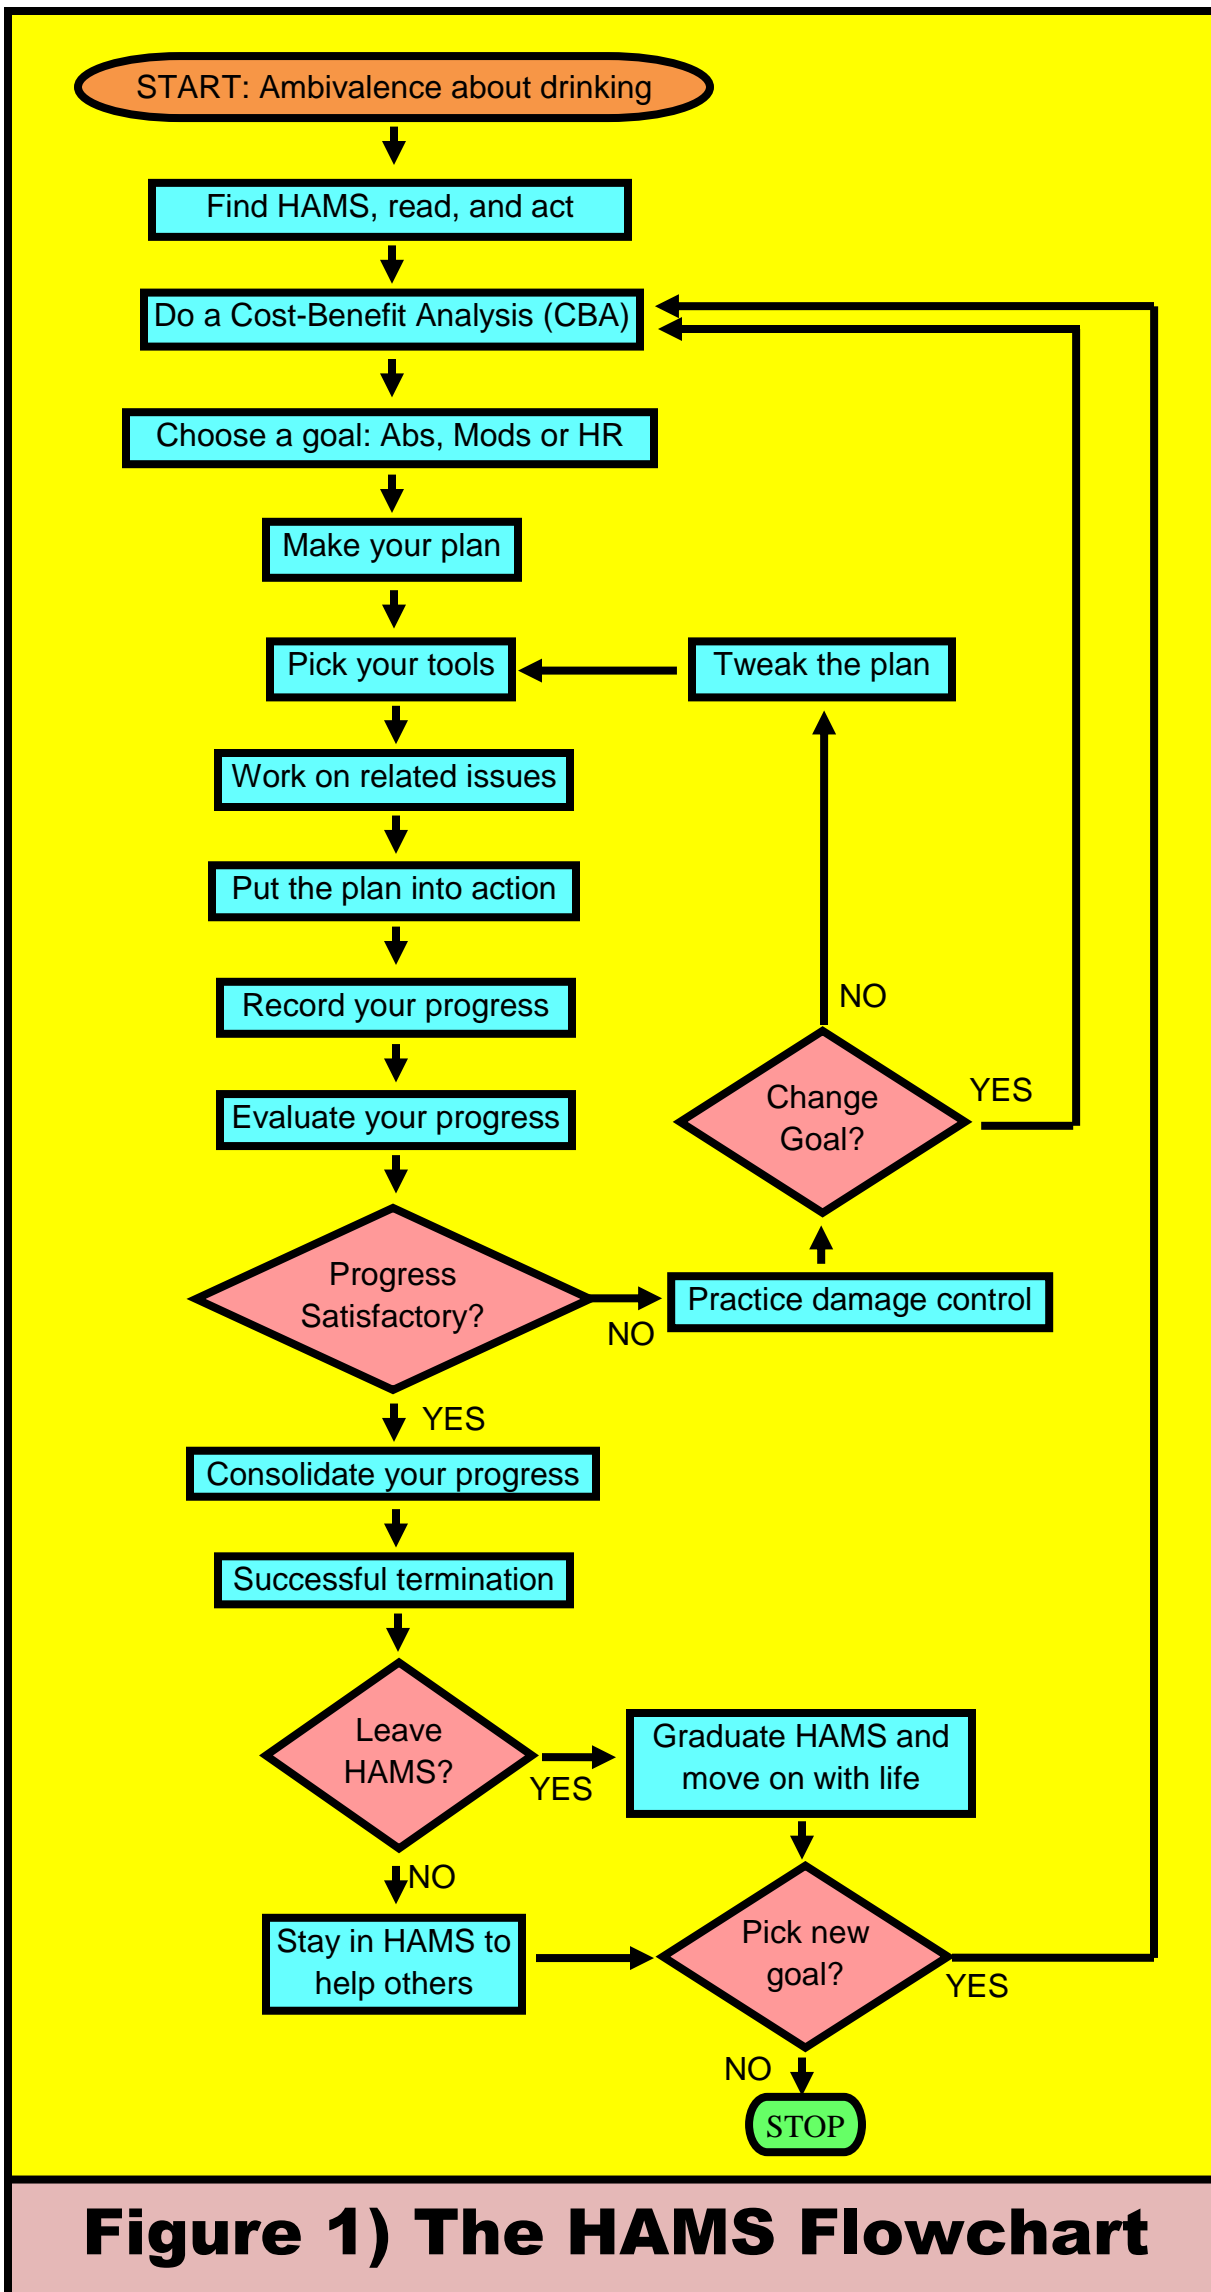 START: Ambivalence about drinking
Find HAMS, read, and act
Do a Cost-Benefit Analysis (CBA)
Choose a goal: Abs, Mods or HR
Make your plan
Pick your tools
Tweak the plan
Work on related issues
Put the plan into action
NO
Record your progress
Change
Goal?
YES
Evaluate your progress
Progress
Satisfactory?
NO
Practice damage control
YES
Consolidate your progress
Successful termination
Leave
HAMS?
YES
Graduate HAMS and
move on with life
NO
Stay in HAMS to
help others
Pick new
goal?
YES
NO
STOP
Figure 1) The HAMS Flowchart